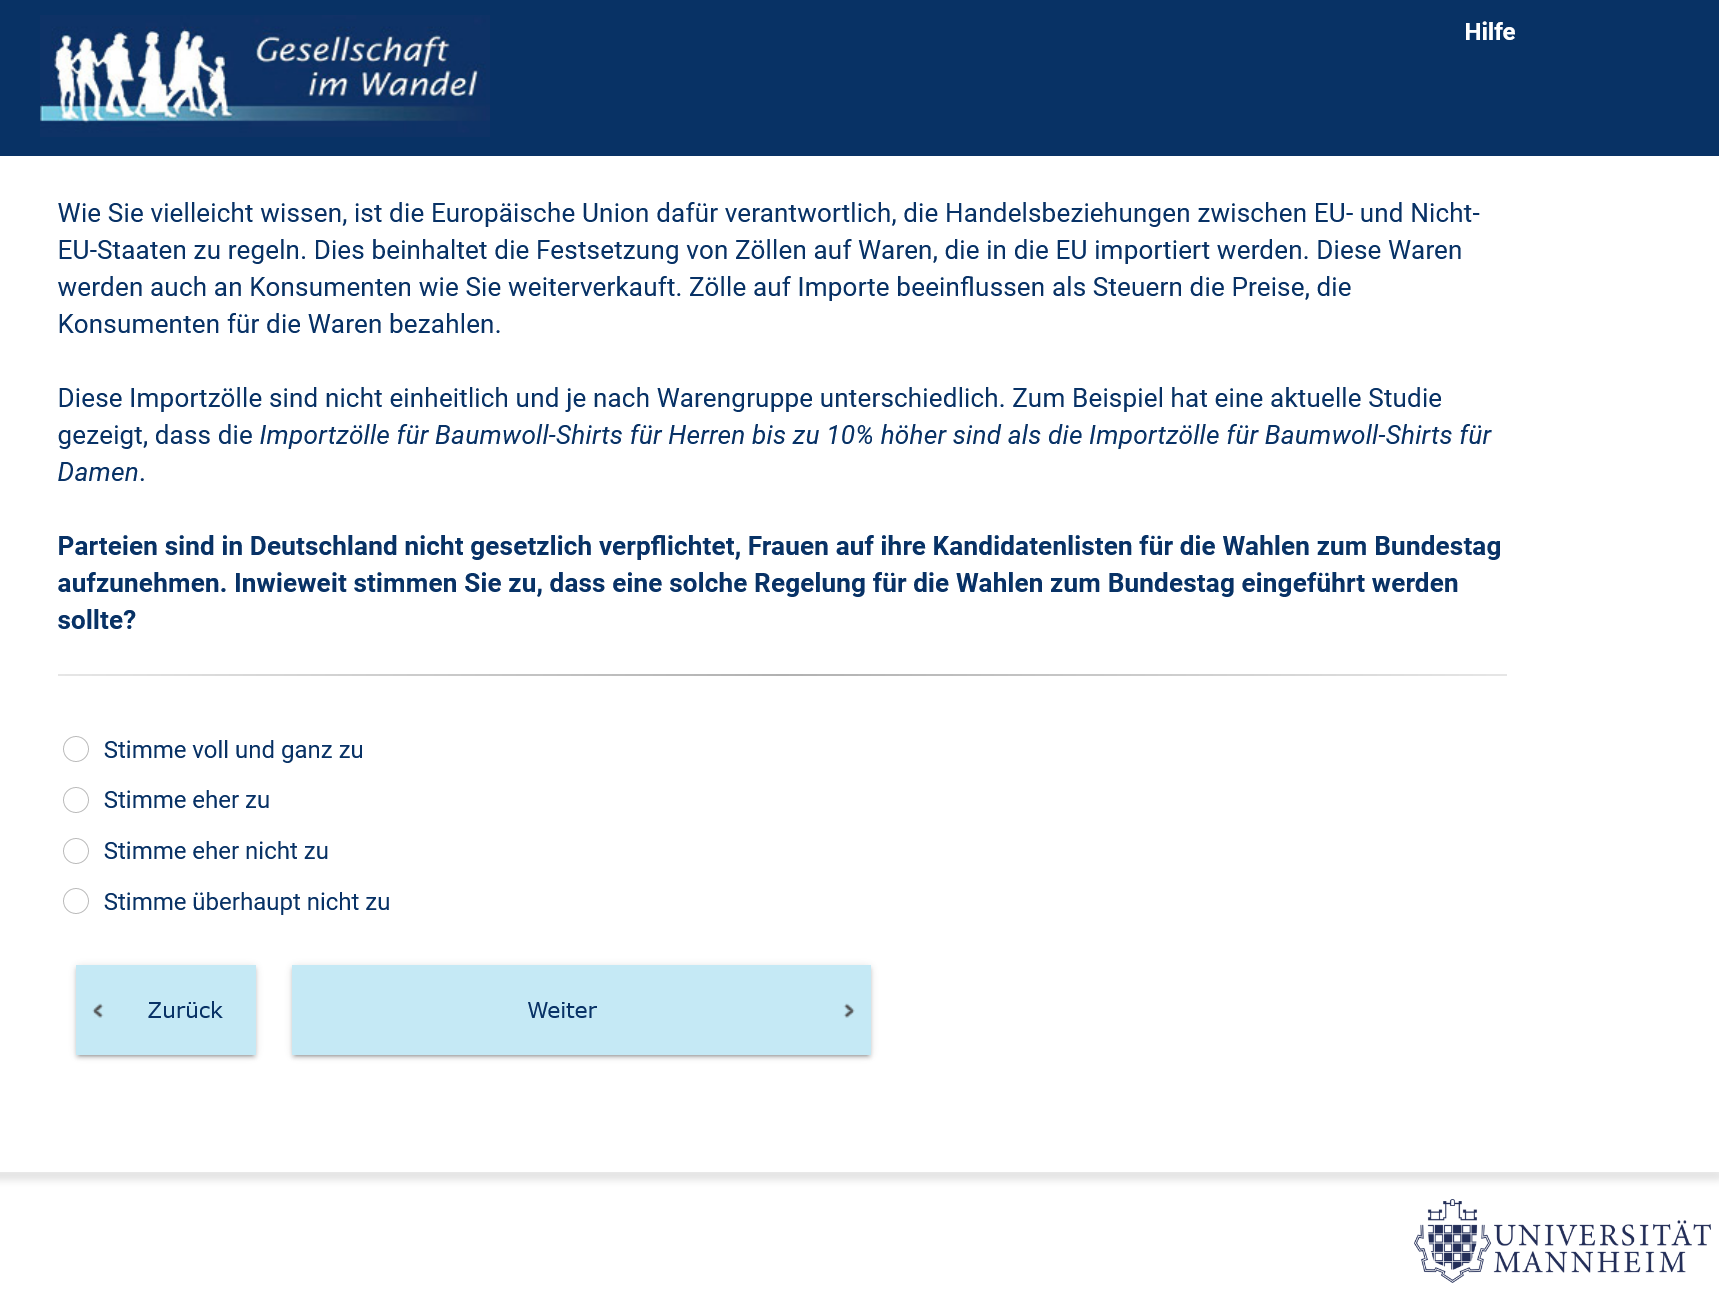 Gesellschaft
im Wandel
Hilfe
Wie Sie vielleicht wissen, ist die Europäische Union dafür verantwortlich, die Handelsbeziehungen zwischen EU- und Nicht-
EU-Staaten zu regeln. Dies beinhaltet die Festsetzung von Zöllen auf Waren, die in die EU importiert werden. Diese Waren
werden auch an Konsumenten wie Sie weiterverkauft. Zölle auf Importe beeinflussen als Steuern die Preise, die
Konsumenten für die Waren bezahlen.
Diese Importzölle sind nicht einheitlich und je nach Warengruppe unterschiedlich. Zum Beispiel hat eine aktuelle Studie
gezeigt, dass die Importzölle für Baumwoll-Shirts für Herren bis zu 10% höher sind als die Importzölle für Baumwoll-Shirts für
Damen.
Parteien sind in Deutschland nicht gesetzlich verpflichtet, Frauen auf ihre Kandidatenlisten für die Wahlen zum Bundestag
aufzunehmen. Inwieweit stimmen Sie zu, dass eine solche Regelung für die Wahlen zum Bundestag eingeführt werden
sollte?
Stimme voll und ganz zu
Stimme eher zu
Stimme eher nicht zu
Stimme überhaupt nicht zu
Zurück
Weiter
UNIVERSITÄT
MANNHEIM